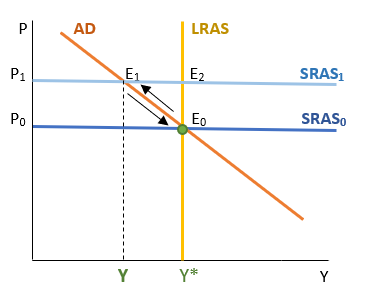 P AD LRAS
P₁ E₁ E₂ SRAS₁
P₀ E₀ SRAS₀
Y Y* Y